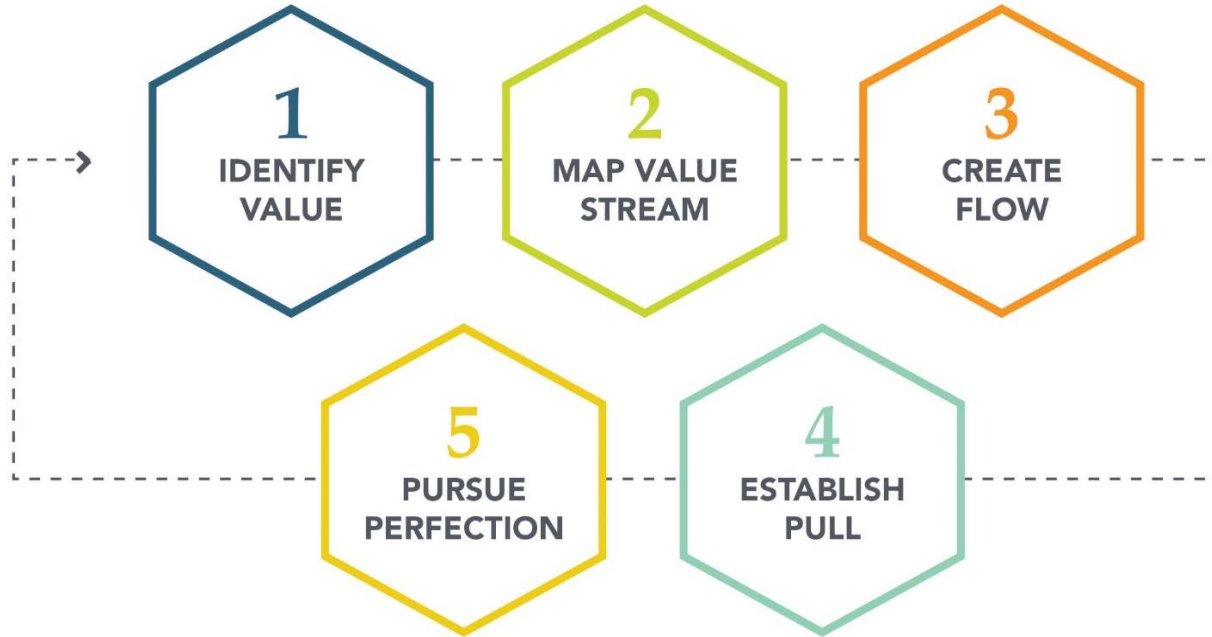 1
IDENTIFY
VALUE
2
MAP VALUE
STREAM
3
CREATE
FLOW
4
ESTABLISH
PULL
5
PURSUE
PERFECTION